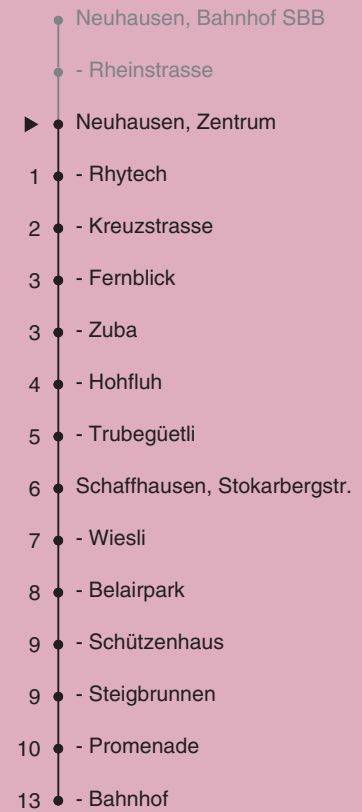 Neuhausen, Bahnhof SBB
- Rheinstrasse
Neuhausen, Zentrum
1 - Rhytech
2 - Kreuzstrasse
3 - Fernblick
3 - Zuba
4 - Hohfluh
5 - Trubegüetli
6 Schaffhausen, Stokarbergstr.
7 - Wiesli
8 - Belairpark
9 - Schützenhaus
9 - Steigbrunnen
10 - Promenade
13 - Bahnhof